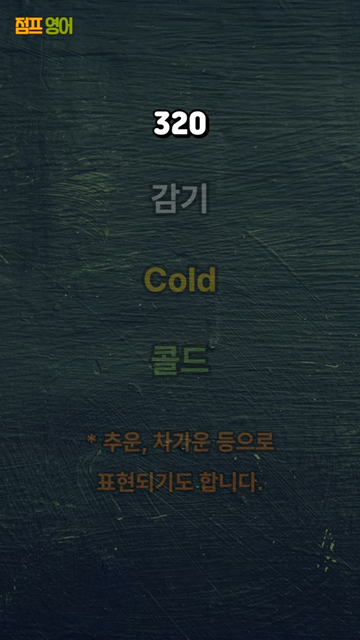 점프 영어
320
감기
Cold
콜드
* 추운, 차가운 등으로
표현되기도 합니다.